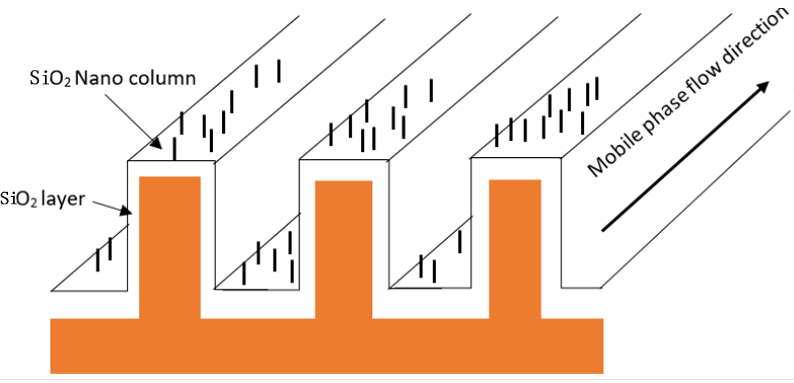 SiO₂ Nano column
SiO₂ layer
Mobile phase flow direction